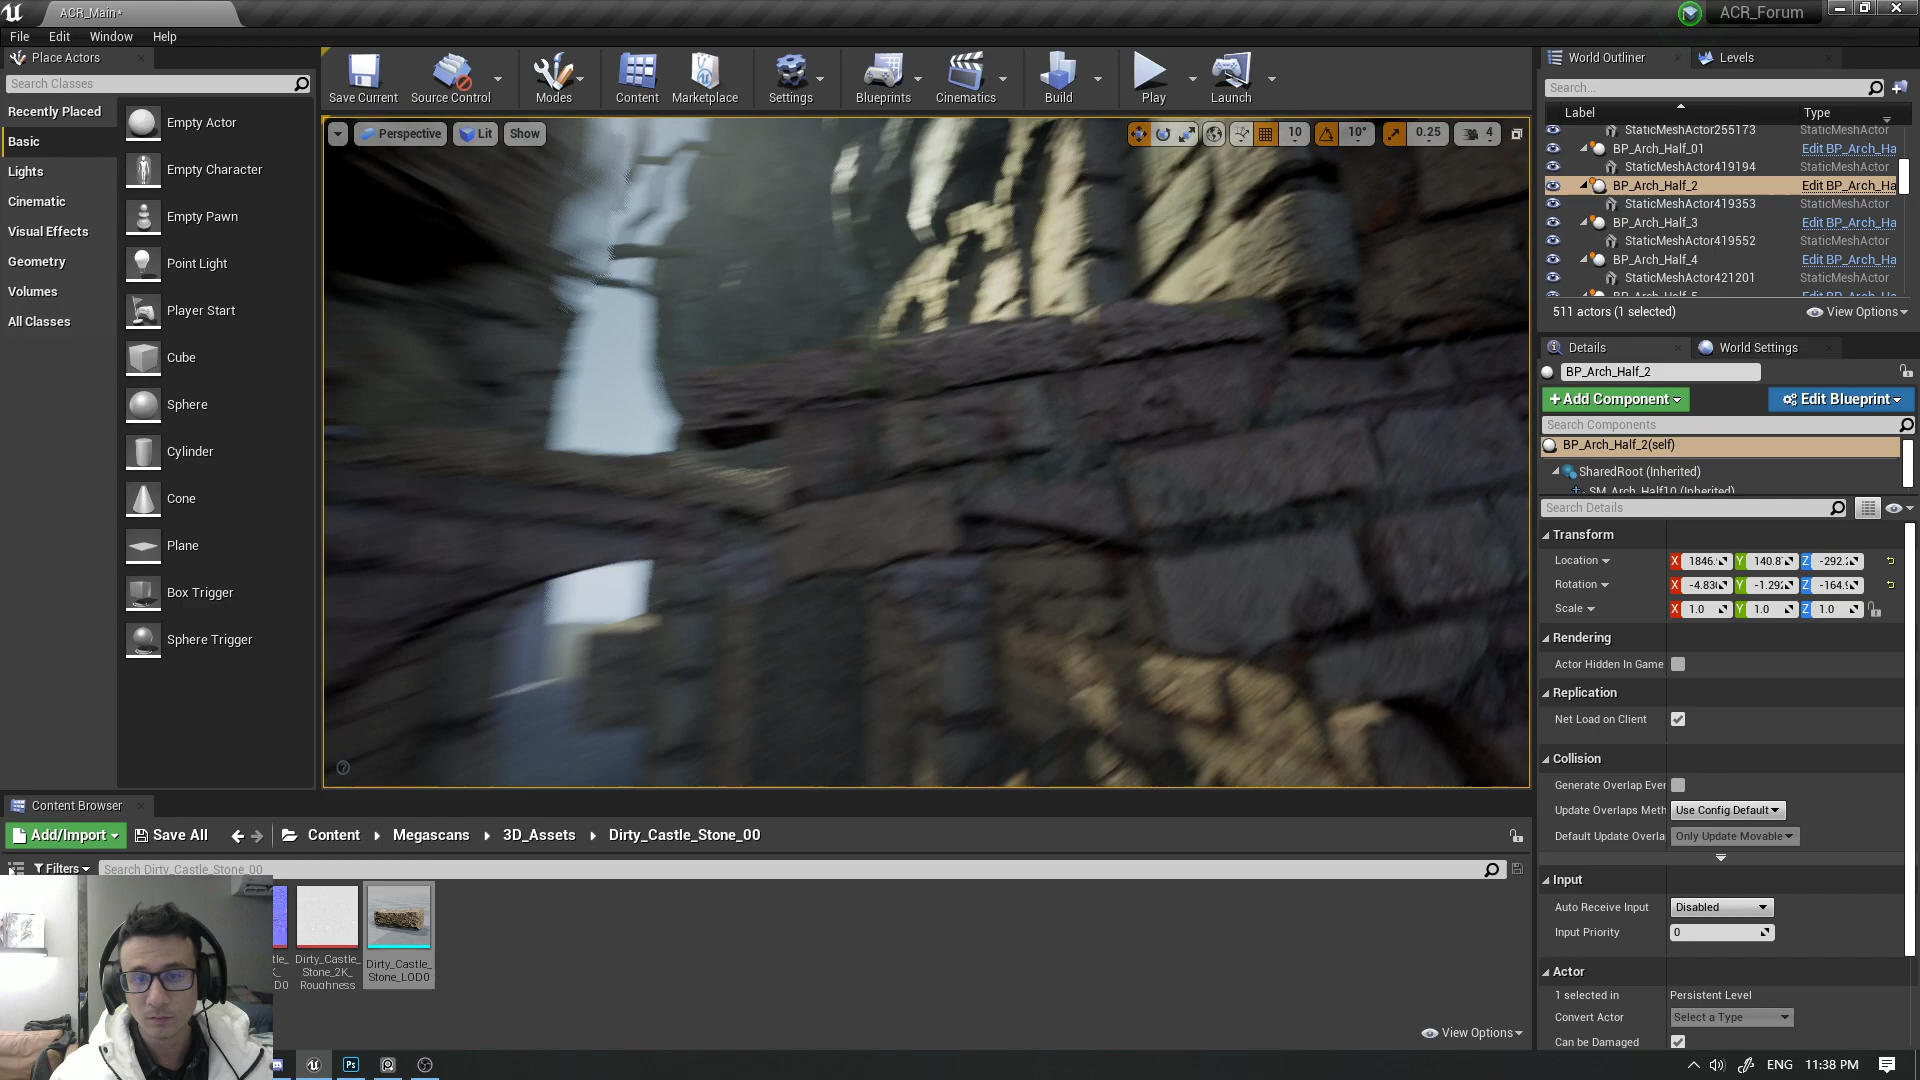 ACR_Main*
ACR_Forum
File Edit Window Help
Place Actors
Search Classes
Recently Placed
Basic
Lights
Cinematic
Visual Effects
Geometry
Volumes
All Classes
Empty Actor
Empty Character
Empty Pawn
Point Light
Player Start
Cube
Sphere
Cylinder
Cone
Plane
Box Trigger
Sphere Trigger
Save Current Source Control Modes Content Marketplace Settings Blueprints Cinematics Build Play Launch
Perspective Lit Show 10 10° 0.25 4
World Outliner Levels
Search...
Label Type
StaticMeshActor255173 StaticMeshActor
BP_Arch_Half_01 Edit BP_Arch_Ha
StaticMeshActor419194 StaticMeshActor
BP_Arch_Half_2 Edit BP_Arch_Ha
StaticMeshActor419353 StaticMeshActor
BP_Arch_Half_3 Edit BP_Arch_Ha
StaticMeshActor419552 StaticMeshActor
BP_Arch_Half_4 Edit BP_Arch_Ha
StaticMeshActor421201 StaticMeshActor
BP_Arch_Half_5 Edit BP_Arch_Ha
511 actors (1 selected) View Options
Details World Settings
BP_Arch_Half_2
+Add Component Edit Blueprint
Search Components
BP_Arch_Half_2(self)
SharedRoot (Inherited)
SM_Arch_Half10 (Inherited)
Search Details
Transform
Location X 1846. Y 140.8 Z -292.
Rotation X -4.83 Y -1.29 Z -164.
Scale X 1.0 Y 1.0 Z 1.0
Rendering
Actor Hidden In Game
Replication
Net Load on Client
Collision
Generate Overlap Ever
Update Overlaps Meth Use Config Default
Default Update Overla Only Update Movable
Input
Auto Receive Input Disabled
Input Priority 0
Actor
1 selected in Persistent Level
Convert Actor Select a Type
Can be Damaged
Content Browser
Add/Import Save All Content Megascans 3D_Assets Dirty_Castle_Stone_00
Filters Search Dirty_Castle_Stone_00
Dirty_Castle_
Stone_2K_
Roughness
Dirty_Castle_
Stone_LOD0
View Options
Ps
ENG 11:38 PM